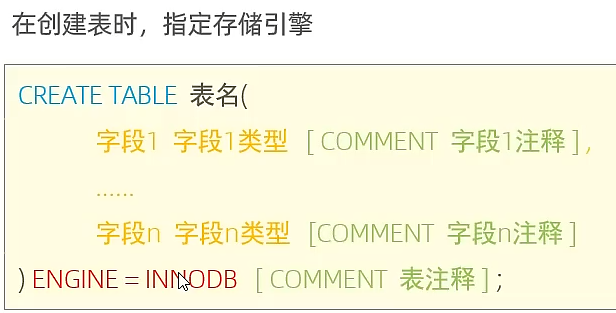 在创建表时，指定存储引擎
CREATE TABLE 表名(
字段1 字段1类型 [ COMMENT 字段1注释 ] ,
......
字段n 字段n类型 [COMMENT 字段n注释 ]
) ENGINE = INNODB [ COMMENT 表注释 ] ;